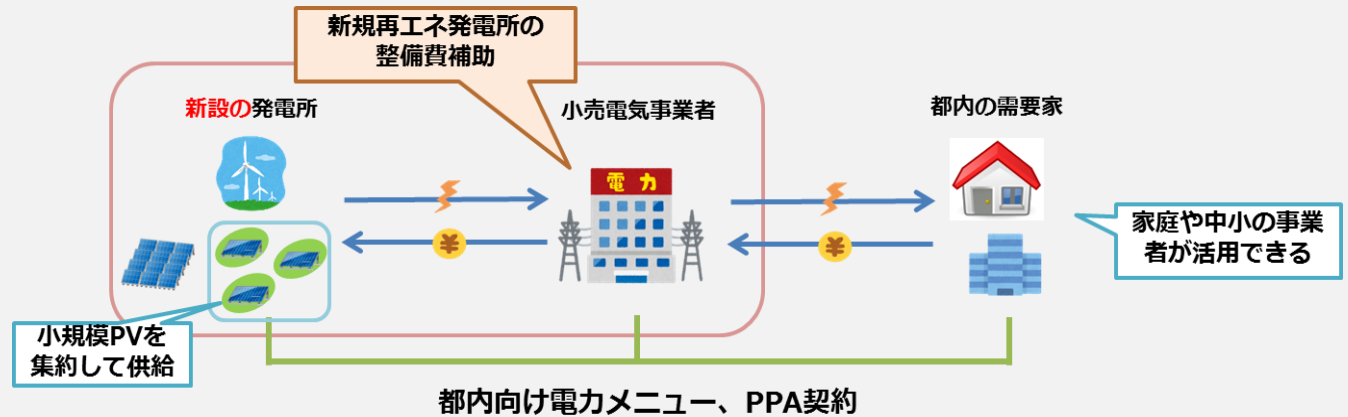 新規再エネ発電所の
整備費補助
新設の発電所
小売電気事業者
都内の需要家
電力
¥
¥
家庭や中小の事業
者が活用できる
小規模PVを
集約して供給
都内向け電力メニュー、PPA契約